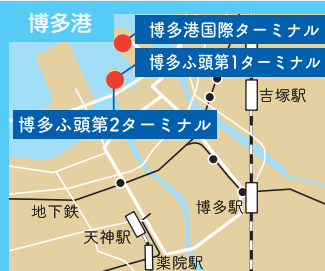 博多港
博多港国際ターミナル
博多ふ頭第1ターミナル
吉塚駅
博多ふ頭第2ターミナル
地下鉄
博多駅
天神駅
薬院駅